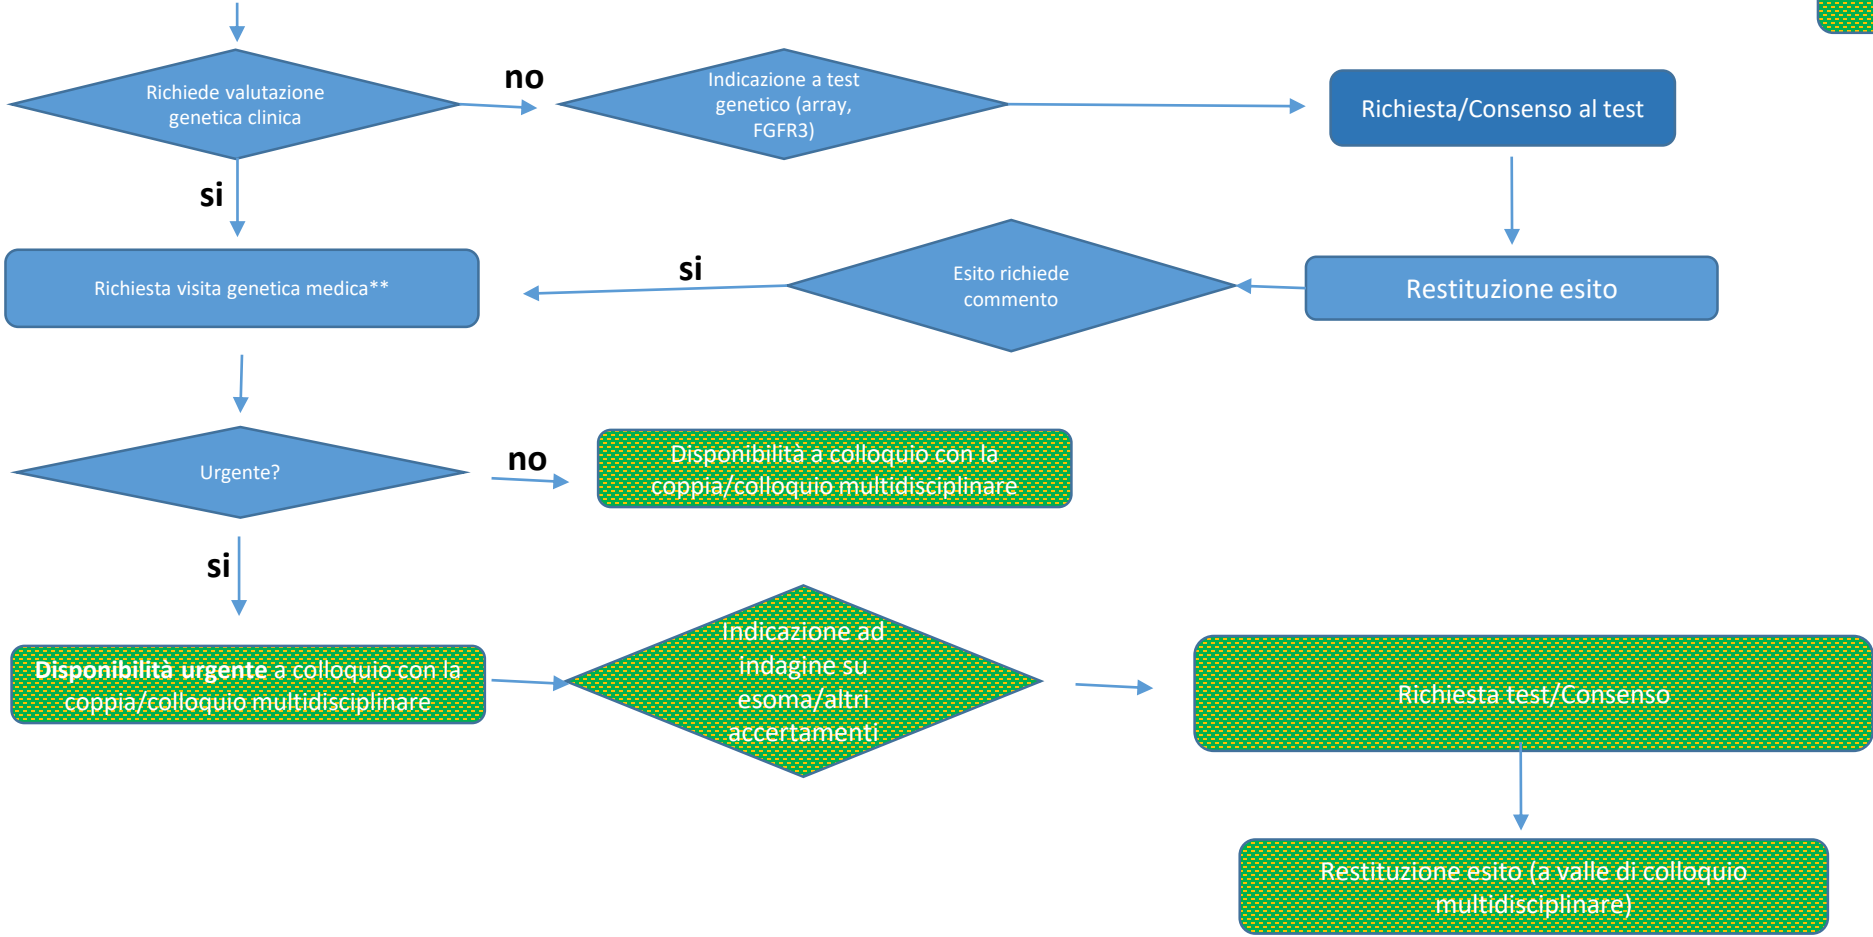 Richiede valutazione
genetica clinica
no
Indicazione a test
genetico (array,
FGFR3)
Richiesta/Consenso al test
si
Richiesta visita genetica medica**
si
Esito richiede
commento
Restituzione esito
Urgente?
no
Disponibilità a colloquio con la
coppia/colloquio multidisciplinare
si
Disponibilità urgente a colloquio con la
coppia/colloquio multidisciplinare
Indicazione ad
indagine su
esoma/altri
accertamenti
Richiesta test/Consenso
Restituzione esito (a valle di colloquio
multidisciplinare)